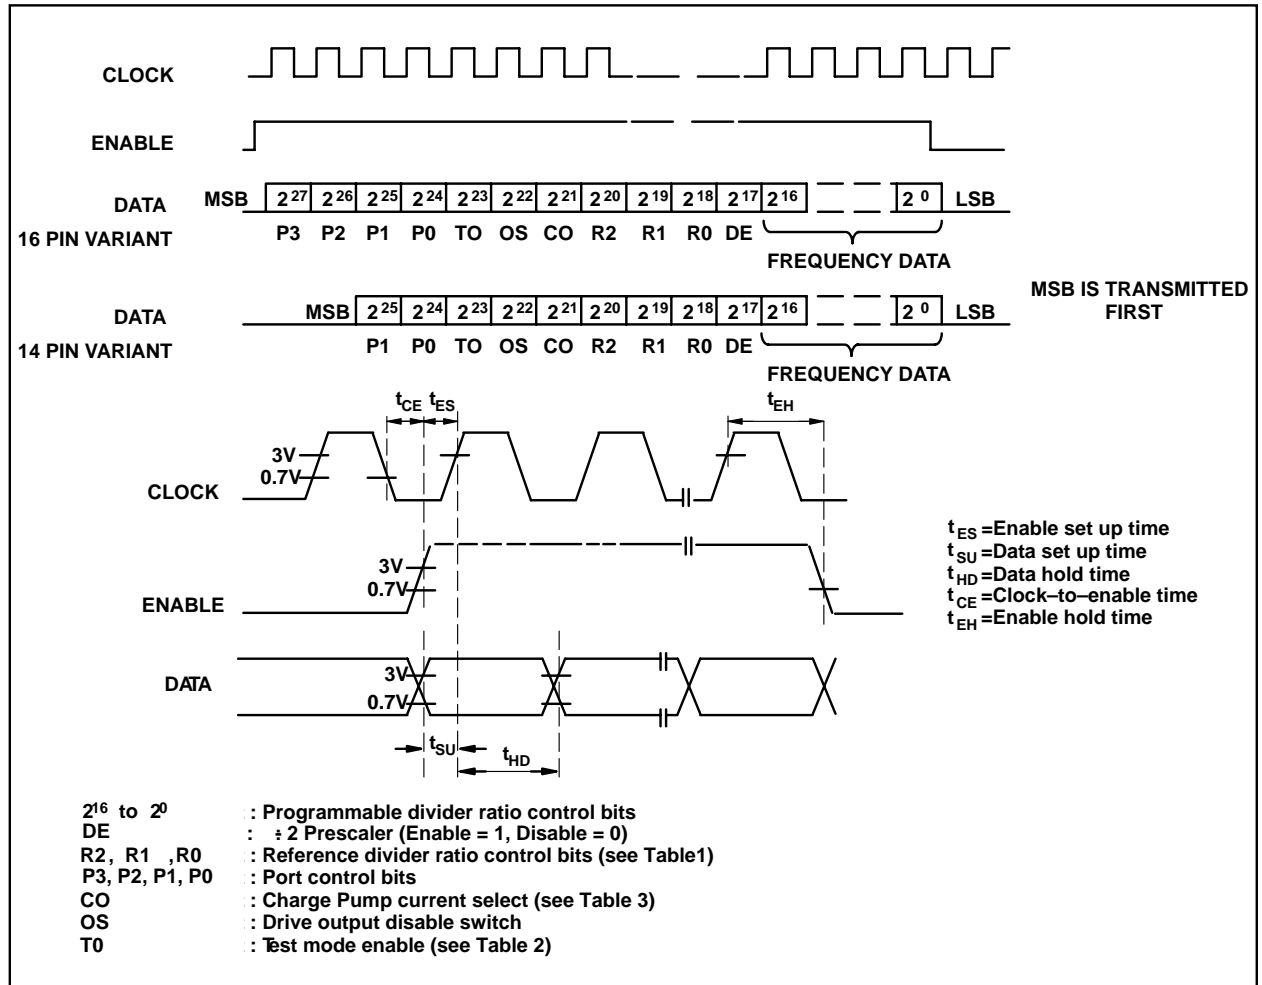 CLOCK
ENABLE
DATA MSB 2^27 2^26 2^25 2^24 2^23 2^22 2^21 2^20 2^19 2^18 2^17 2^16 2^0 LSB
16 PIN VARIANT P3 P2 P1 P0 TO OS CO R2 R1 R0 DE
FREQUENCY DATA
MSB IS TRANSMITTED
FIRST
DATA MSB 2^25 2^24 2^23 2^22 2^21 2^20 2^19 2^18 2^17 2^16 2^0 LSB
14 PIN VARIANT P1 P0 TO OS CO R2 R1 R0 DE
FREQUENCY DATA
tCE tES tEH
3V
0.7V
CLOCK
3V
0.7V
ENABLE
tES=Enable set up time
tSU=Data set up time
tHD=Data hold time
tCE=Clock–to–enable time
tEH=Enable hold time
3V
DATA
0.7V
tSU tHD
2^16 to 2^0 : Programmable divider ratio control bits
DE : ÷2 Prescaler (Enable = 1, Disable = 0)
R2, R1 ,R0 : Reference divider ratio control bits (see Table1)
P3, P2, P1, P0 : Port control bits
CO : Charge Pump current select (see Table 3)
OS : Drive output disable switch
T0 : Test mode enable (see Table 2)